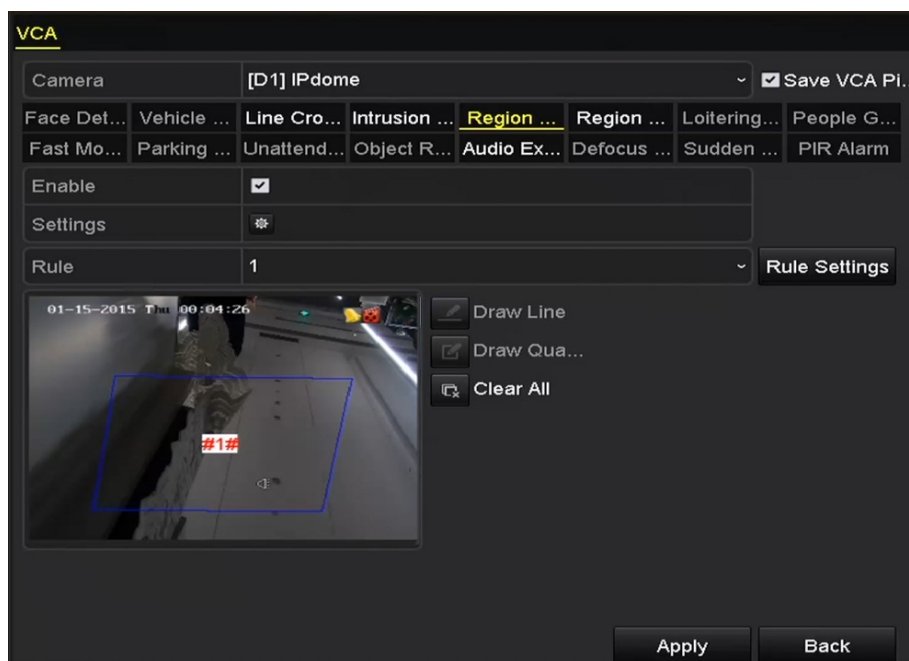 VCA
Camera [D1] IPdome Save VCA Pi.
Face Det... Vehicle ... Line Cro... Intrusion ... Region ... Region ... Loitering... People G...
Fast Mo... Parking ... Unattend... Object R... Audio Ex... Defocus ... Sudden ... PIR Alarm
Enable
Settings
Rule 1 Rule Settings
01-15-2015 Thu 00:04:26
Draw Line
Draw Qua...
Clear All
#1#
Apply Back